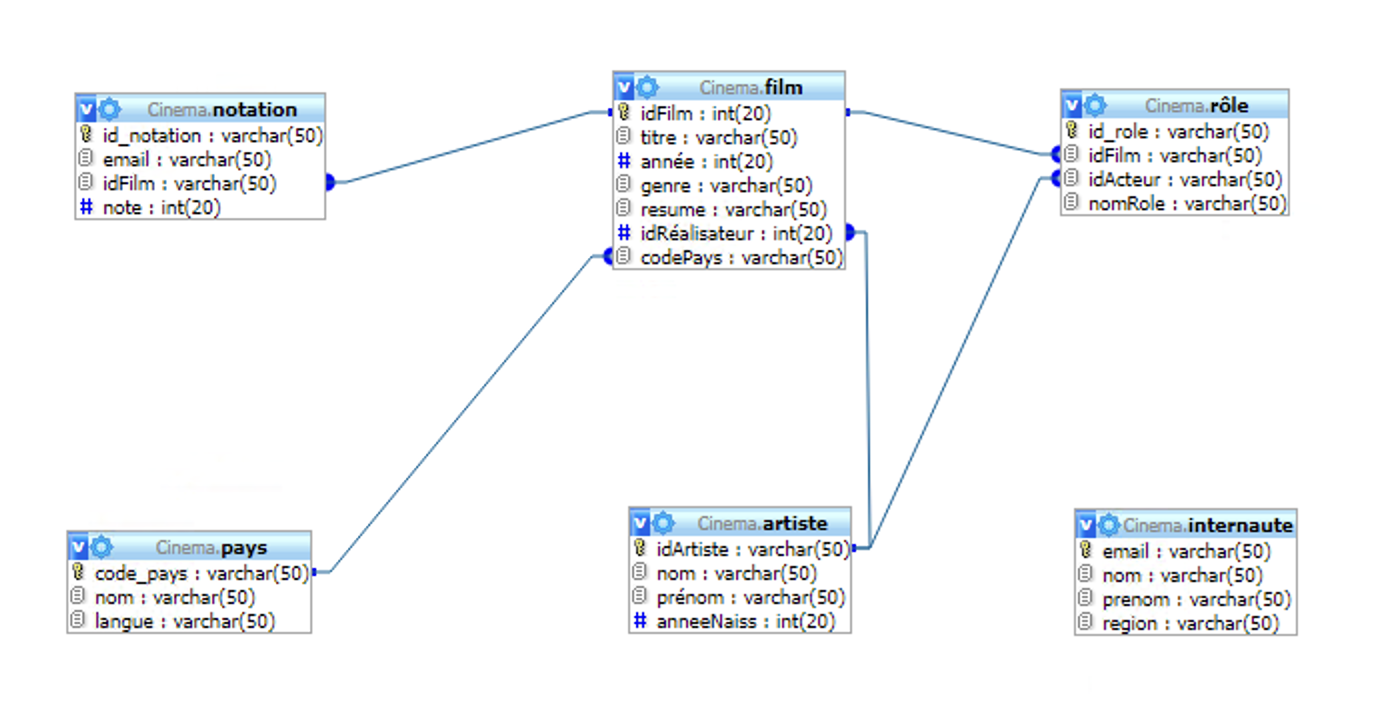 Cinema.notation
id_notation : varchar(50)
email : varchar(50)
idFilm : varchar(50)
note : int(20)
Cinema.film
idFilm : int(20)
titre : varchar(50)
année : int(20)
genre : varchar(50)
resume : varchar(50)
idRéalisateur : int(20)
codePays : varchar(50)
Cinema.rôle
id_role : varchar(50)
idFilm : varchar(50)
idActeur : varchar(50)
nomRole : varchar(50)
Cinema.pays
code_pays : varchar(50)
nom : varchar(50)
langue : varchar(50)
Cinema.artiste
idArtiste : varchar(50)
nom : varchar(50)
prénom : varchar(50)
anneeNaiss : int(20)
Cinema.internaute
email : varchar(50)
nom : varchar(50)
prenom : varchar(50)
region : varchar(50)